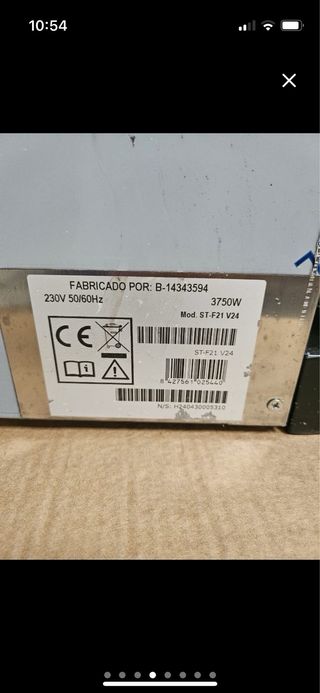 10:54
FABRICADO POR: B-14343594
230V 50/60Hz 3750W
Mod. ST-F21 V24
CE
ST-F21 V24
8 427561 025440
N/S: H240430005310